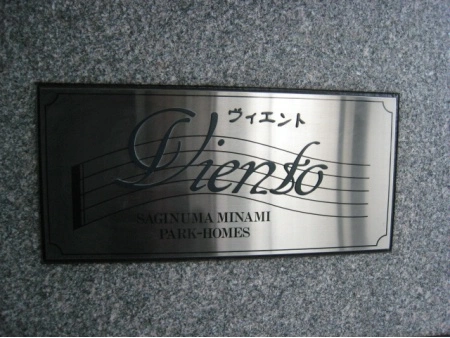 ヴィエント
Viento
SAGINUMA MINAMI
PARK-HOMES